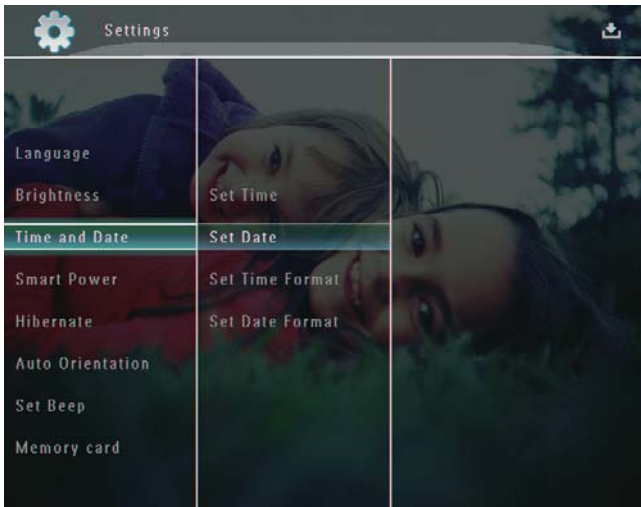 Settings
Language
Brightness
Time and Date
Smart Power
Hibernate
Auto Orientation
Set Beep
Memory card
Set Time
Set Date
Set Time Format
Set Date Format